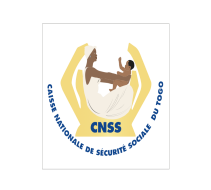 CNSS
CAISSE NATIONALE DE SÉCURITÉ SOCIALE DU TOGO